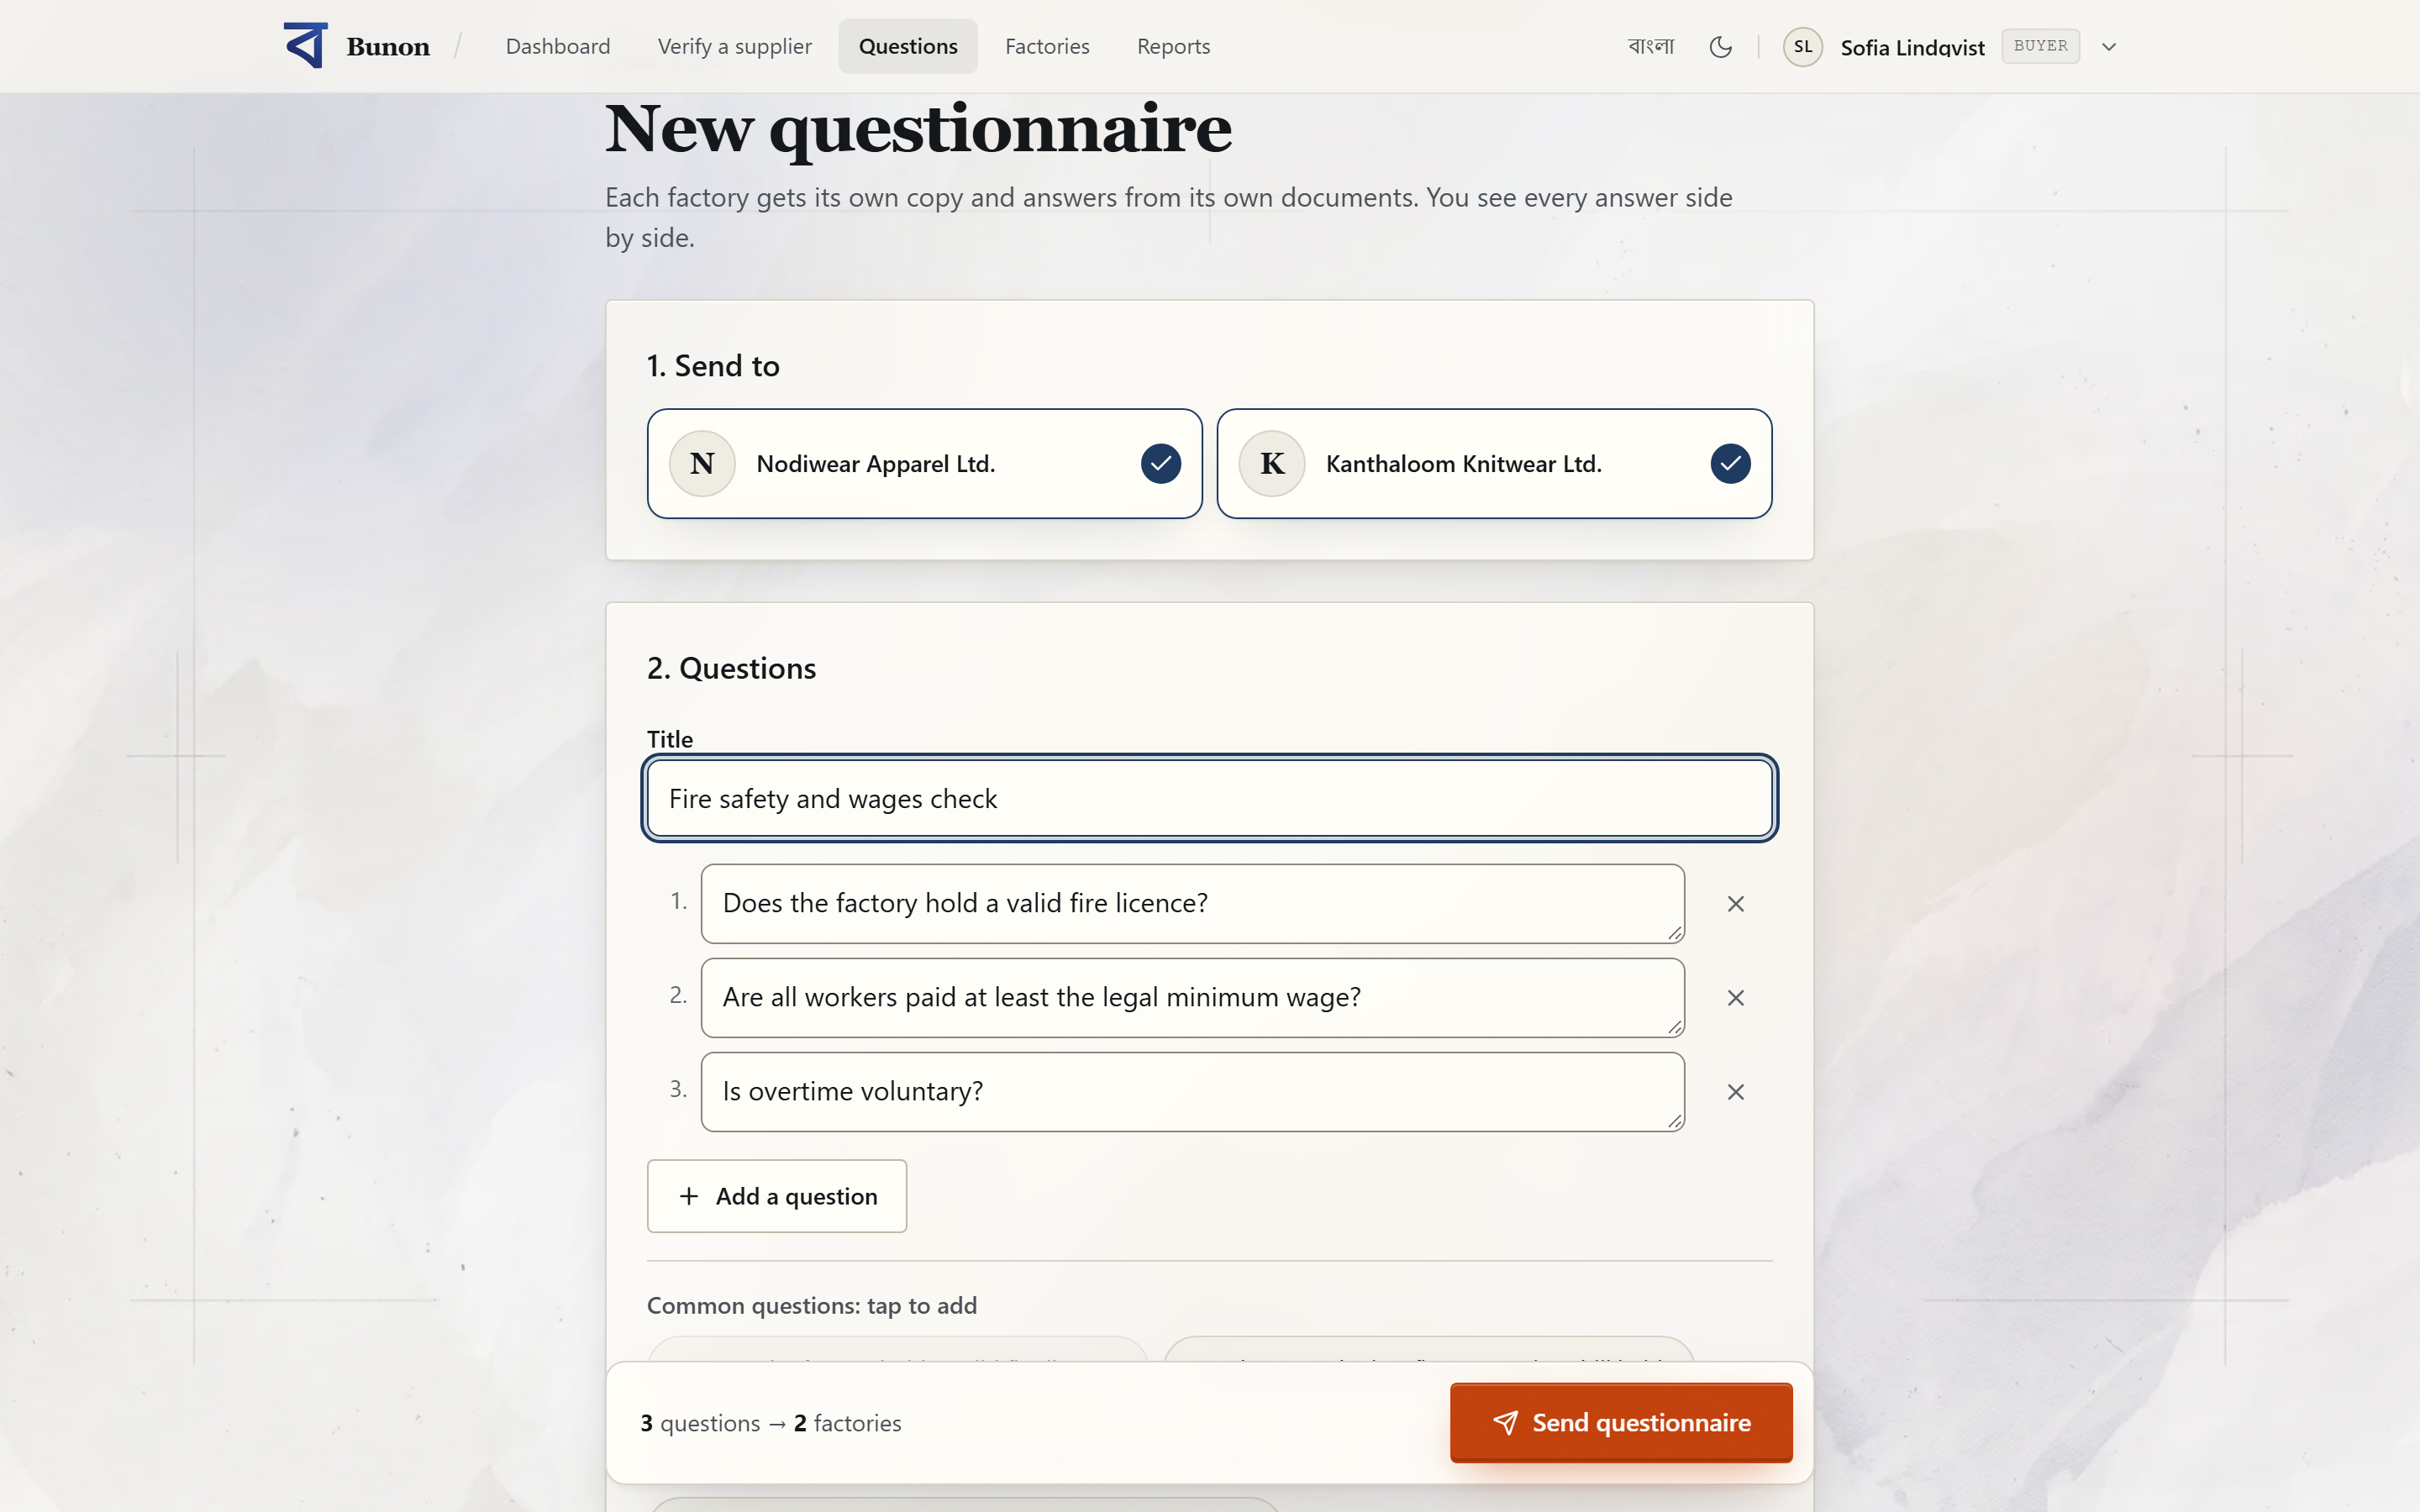 Bunon / Dashboard Verify a supplier Questions Factories Reports বাংলা SL Sofia Lindqvist BUYER
New questionnaire
Each factory gets its own copy and answers from its own documents. You see every answer side
by side.
1. Send to
N Nodiwear Apparel Ltd.
K Kanthaloom Knitwear Ltd.
2. Questions
Title
Fire safety and wages check
1. Does the factory hold a valid fire licence?
2. Are all workers paid at least the legal minimum wage?
3. Is overtime voluntary?
Add a question
Common questions: tap to add
3 questions → 2 factories
Send questionnaire